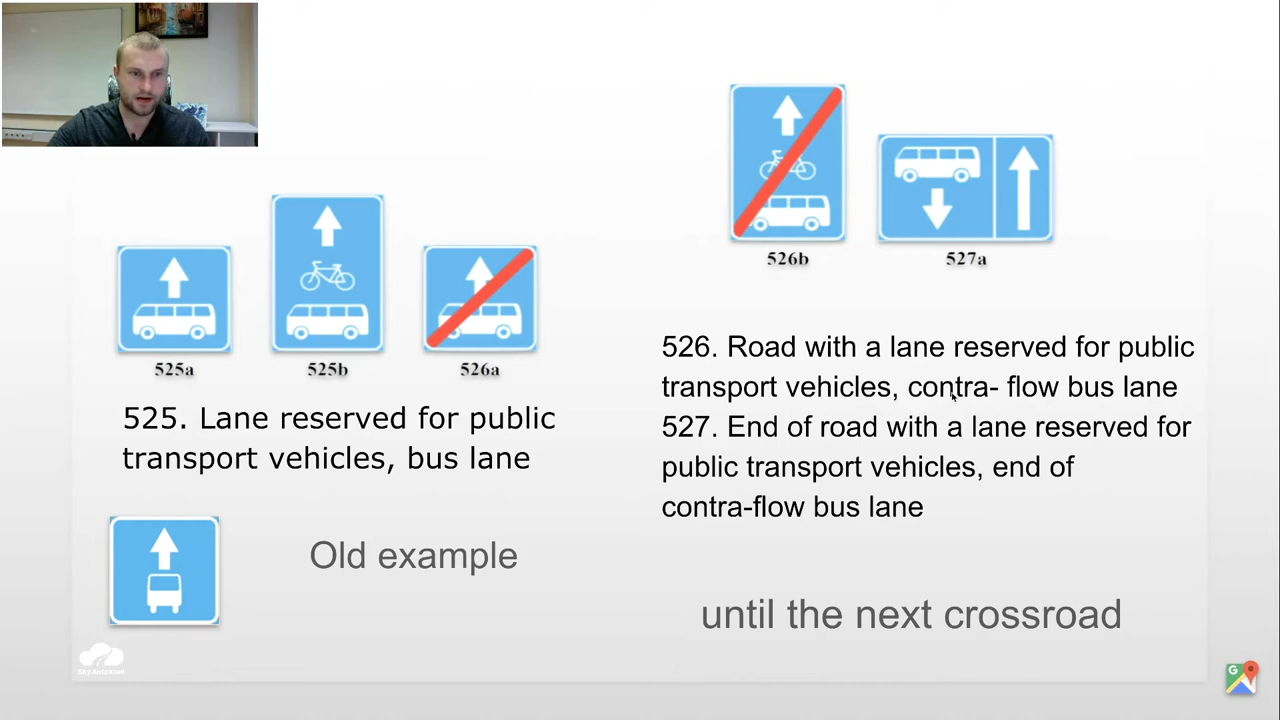 526b
527a
525a
525b
526a
525. Lane reserved for public
transport vehicles, bus lane
526. Road with a lane reserved for public
transport vehicles, contra- flow bus lane
527. End of road with a lane reserved for
public transport vehicles, end of
contra-flow bus lane
Old example
until the next crossroad
G